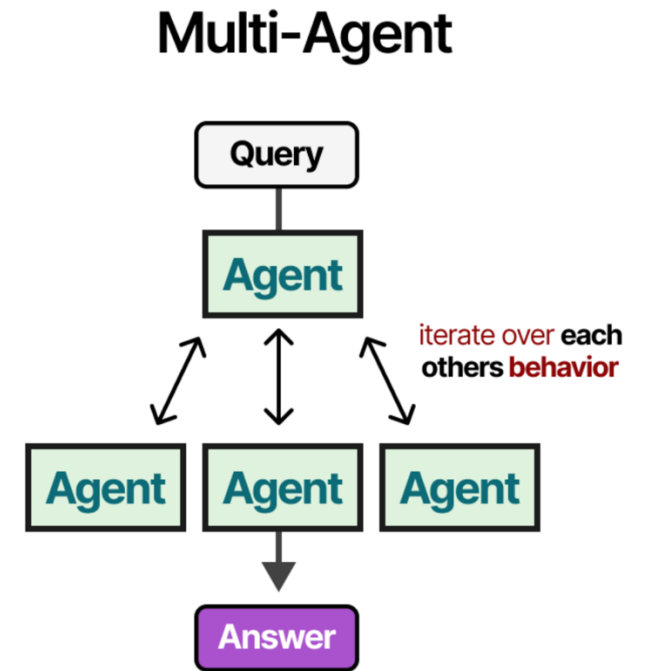 Multi-Agent
Query
Agent
iterate over each
others behavior
Agent
Agent
Agent
Answer